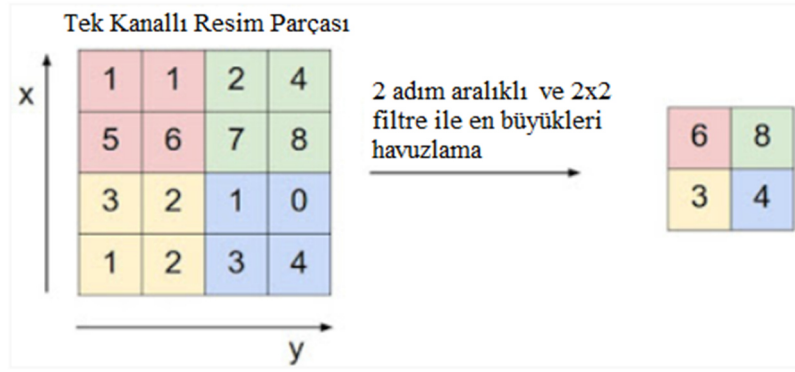 Tek Kanallı Resim Parçası
x
1 1 2 4
5 6 7 8
3 2 1 0
1 2 3 4
y
2 adım aralıklı ve 2x2
filtre ile en büyükleri
havuzlama
6 8
3 4